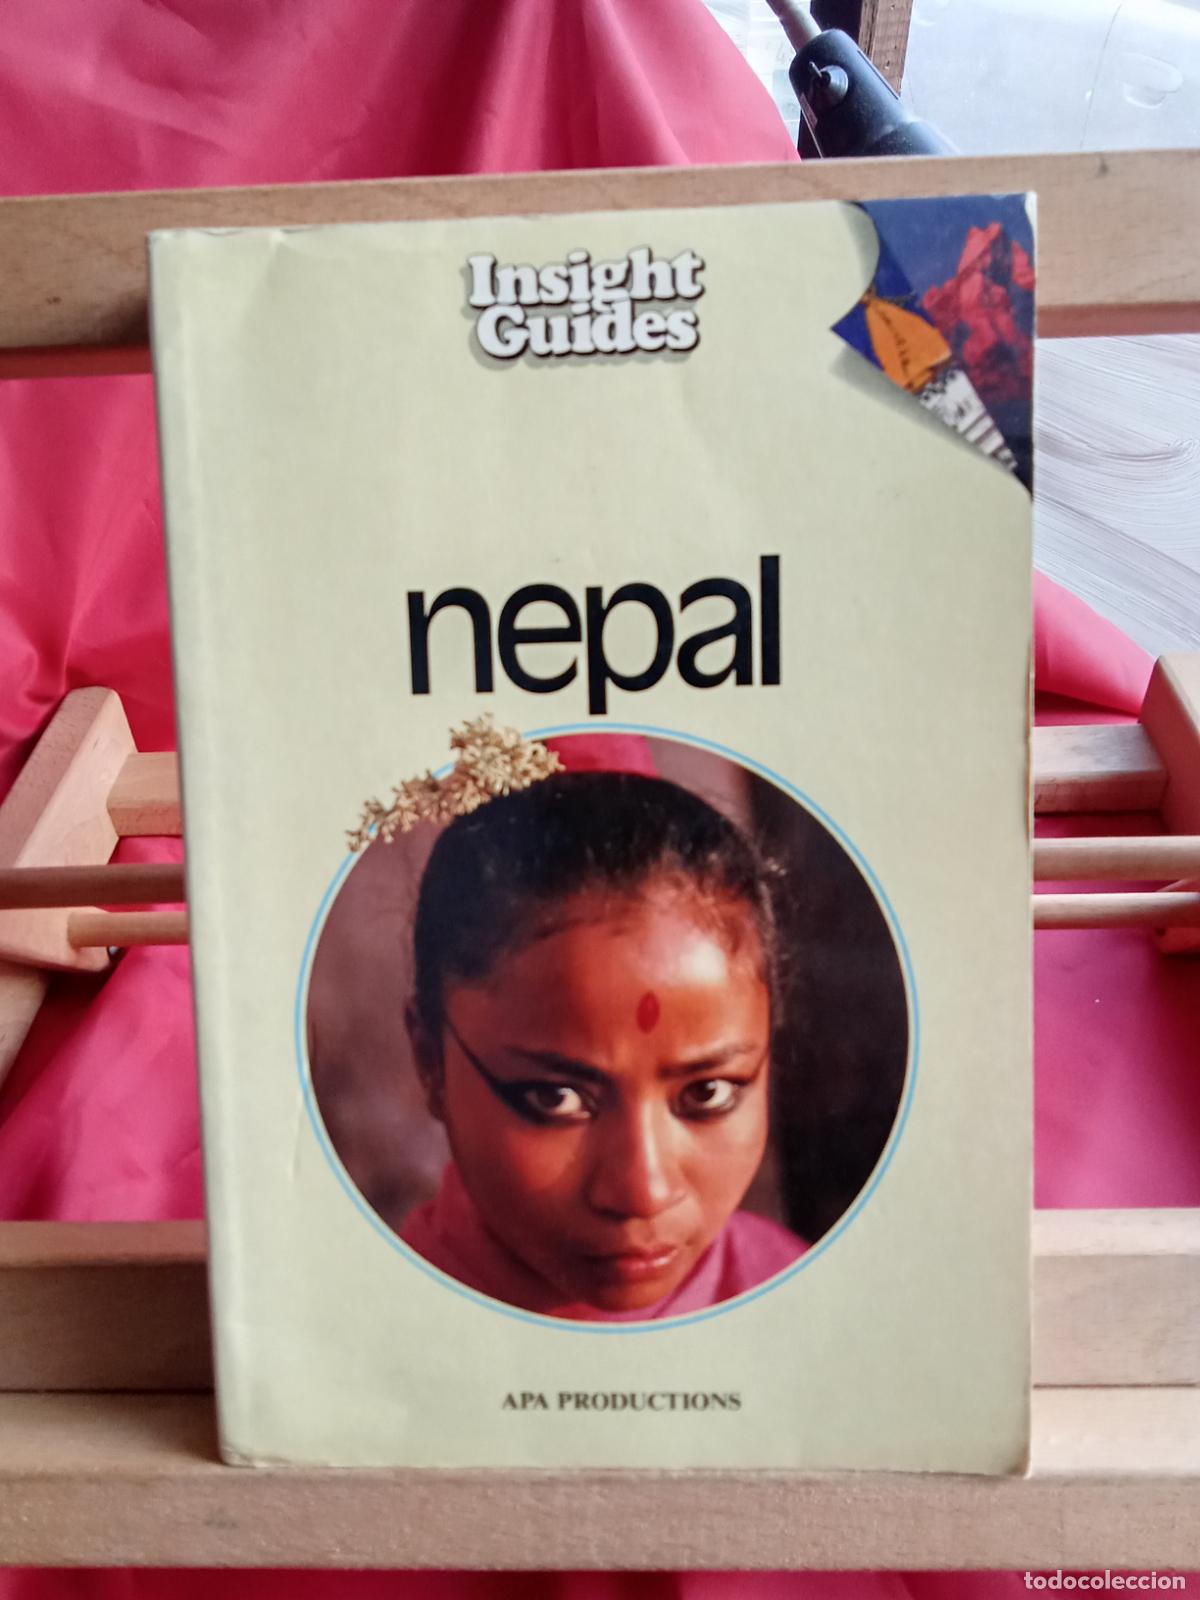 Insight
Guides
nepal
APA PRODUCTIONS
todocoleccion